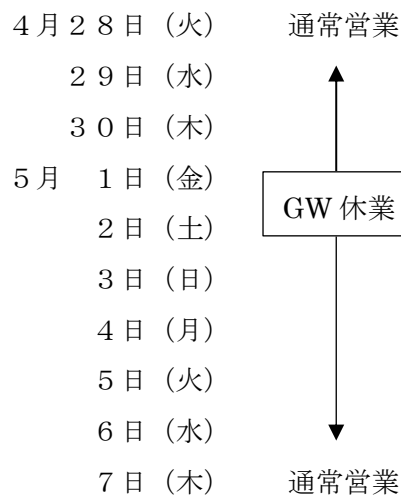 ４月２８日（火） 通常営業
２９日（水）
３０日（木）
５月 １日（金）
GW 休業
２日（土）
３日（日）
４日（月）
５日（火）
６日（水）
７日（木） 通常営業